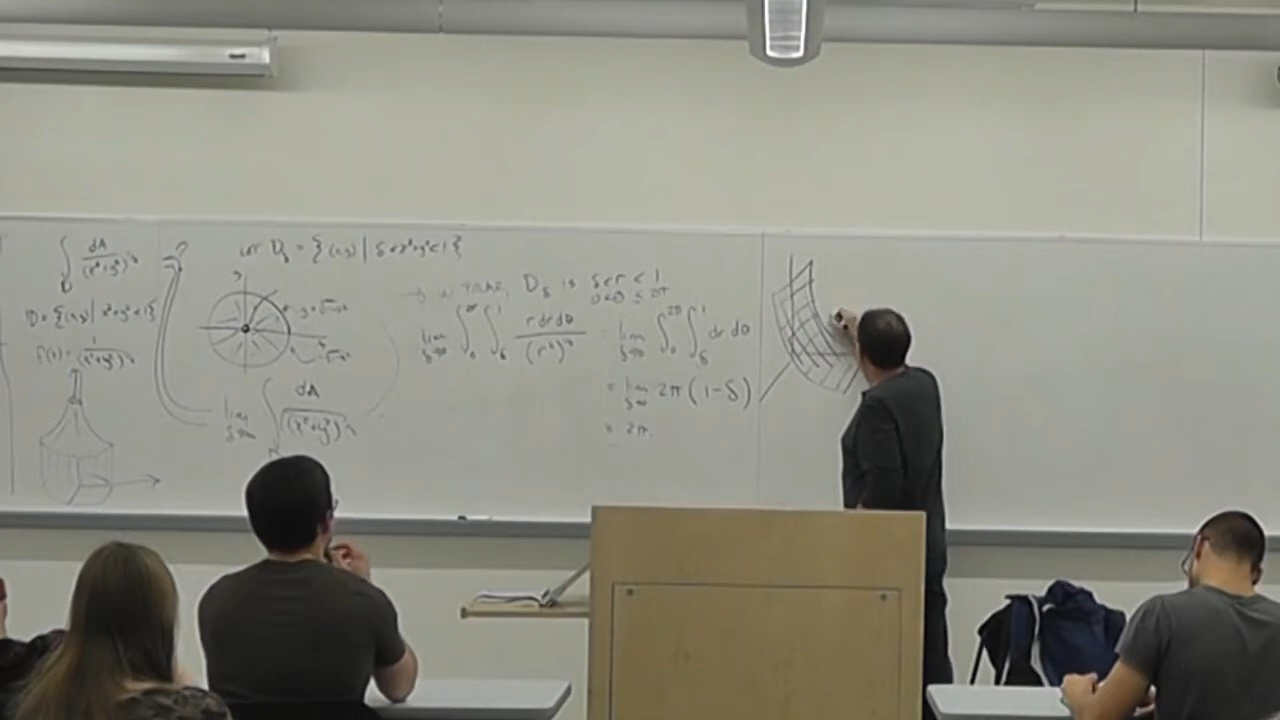 ∫_D dA/(x²+y²)^½
D = {(x,y) | x²+y²<1}
f(x) = 1/(x²+y²)^½
?
Let D_δ = {(x,y) | δ<x²+y²<1}
lim δ→0 ∫ dA/(x²+y²)^½
→ in polar, D_δ is δ<r<1
0≤θ≤2π
lim δ→0 ∫_0^2π ∫_δ^1 r dr dθ/(r²)^½ = lim δ→0 ∫_0^2π ∫_δ^1 dr dθ
= lim δ→0 2π(1-δ)
= 2π.